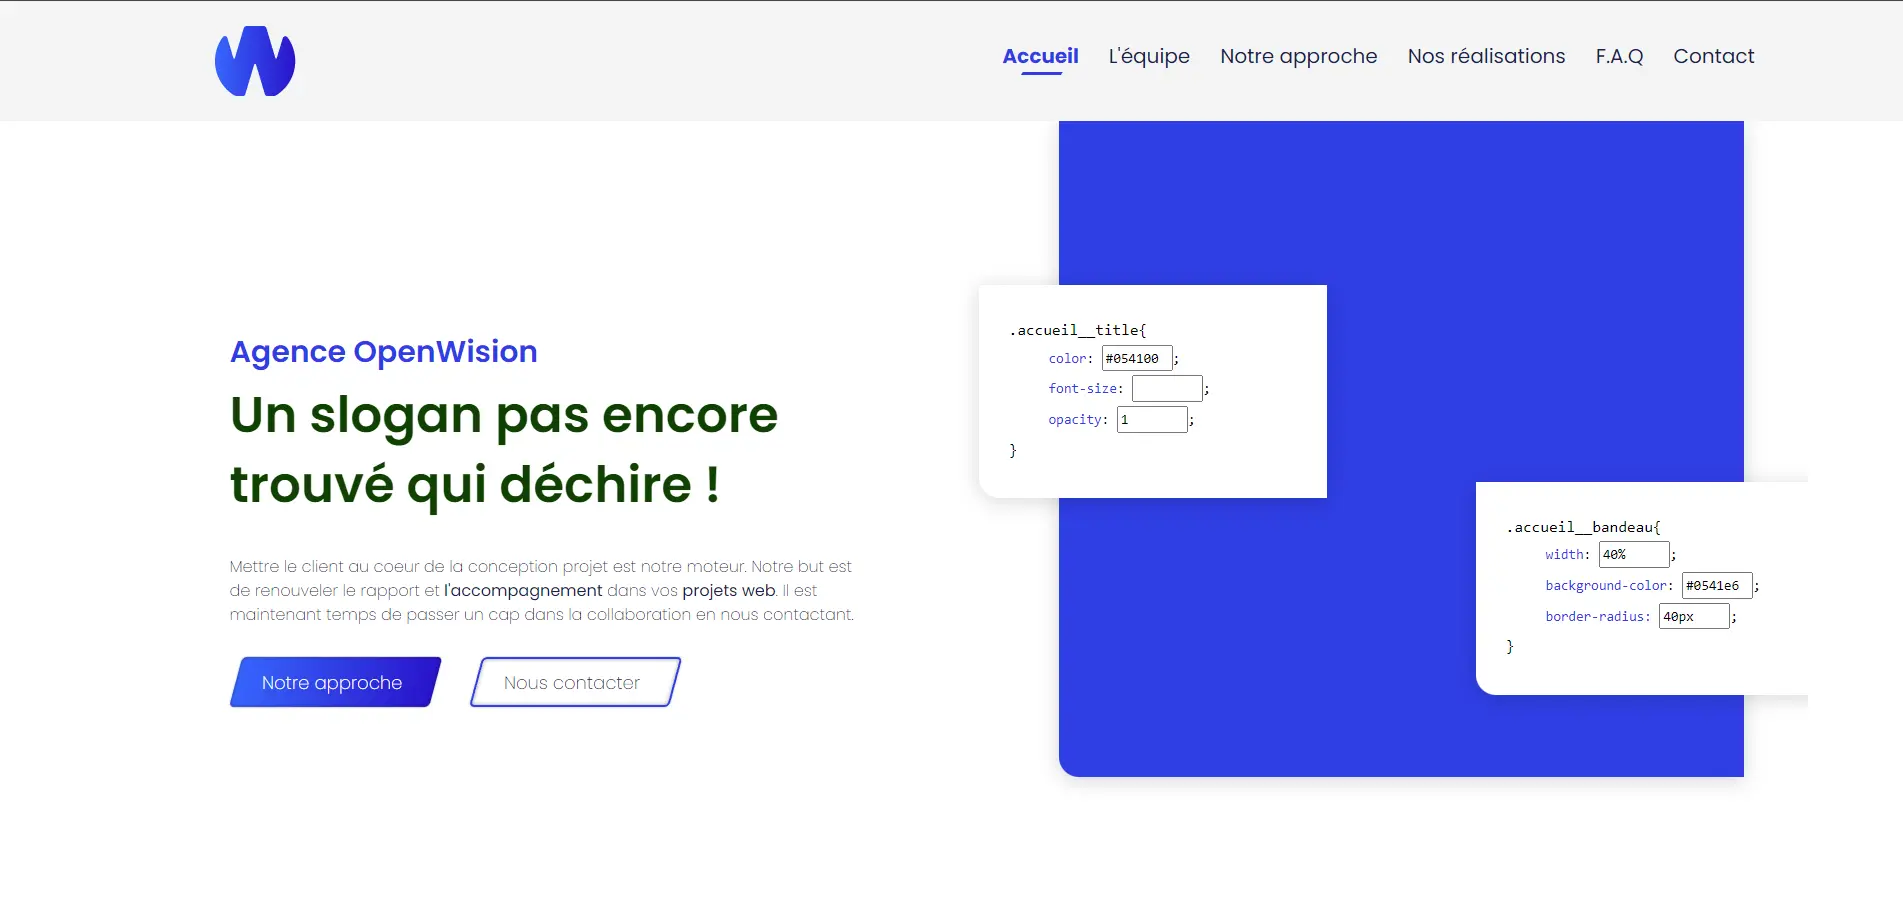 Accueil
L'équipe
Notre approche
Nos réalisations
F.A.Q
Contact
Agence OpenWision
Un slogan pas encore
trouvé qui déchire !
Mettre le client au coeur de la conception projet est notre moteur. Notre but est
de renouveler le rapport et l'accompagnement dans vos projets web. Il est
maintenant temps de passer un cap dans la collaboration en nous contactant.
Notre approche
Nous contacter
.accueil__title{
color: #054100 ;
font-size: ;
opacity: 1 ;
}
.accueil__bandeau{
width: 40% ;
background-color: #0541e6 ;
border-radius: 40px ;
}